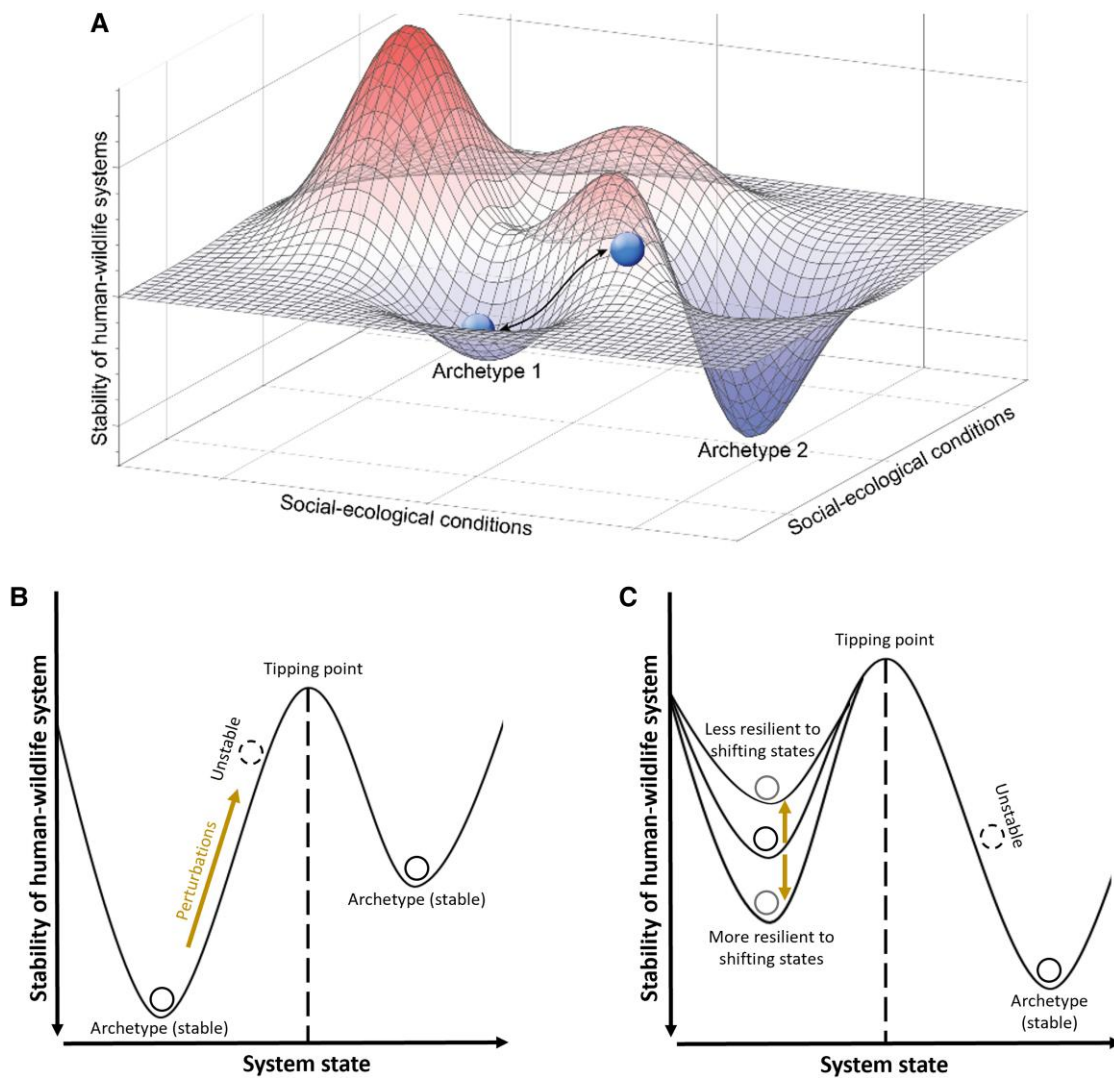 A
Stability of human-wildlife systems
Archetype 1
Archetype 2
Social-ecological conditions
Social-ecological conditions
B
Stability of human-wildlife system
Tipping point
Unstable
Perturbations
Archetype (stable)
Archetype (stable)
System state
C
Stability of human-wildlife system
Tipping point
Less resilient to
shifting states
Unstable
More resilient to
shifting states
Archetype
(stable)
System state